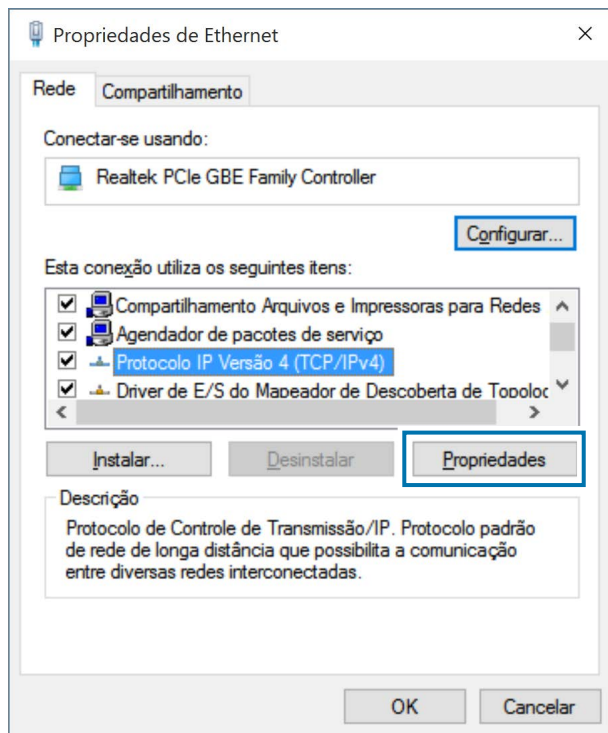 Propriedades de Ethernet
Rede Compartilhamento
Conectar-se usando:
Realtek PCIe GBE Family Controller
Configurar...
Esta conexão utiliza os seguintes itens:
Compartilhamento Arquivos e Impressoras para Redes
Agendador de pacotes de serviço
Protocolo IP Versão 4 (TCP/IPv4)
Driver de E/S do Mapeador de Descoberta de Topoloc
Instalar... Desinstalar Propriedades
Descrição
Protocolo de Controle de Transmissão/IP. Protocolo padrão
de rede de longa distância que possibilita a comunicação
entre diversas redes interconectadas.
OK Cancelar